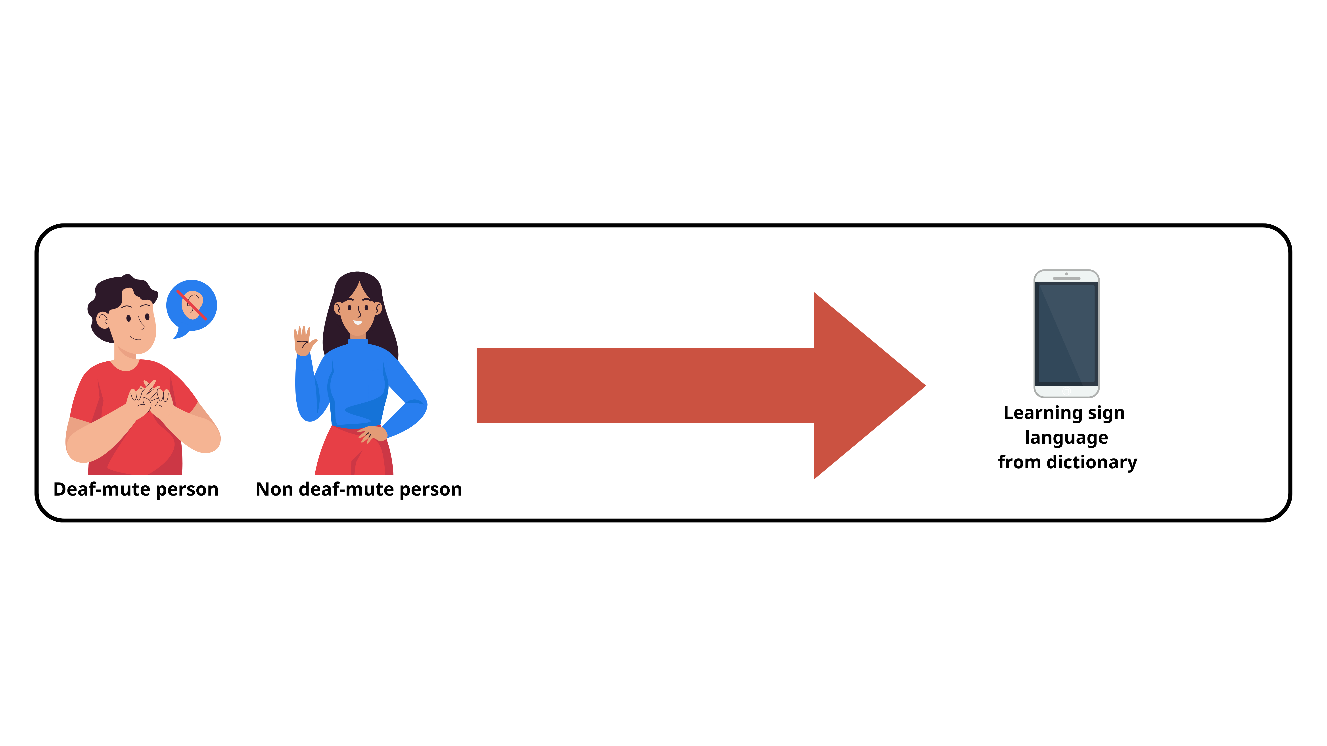 Learning sign
language
from dictionary
Deaf-mute person
Non deaf-mute person